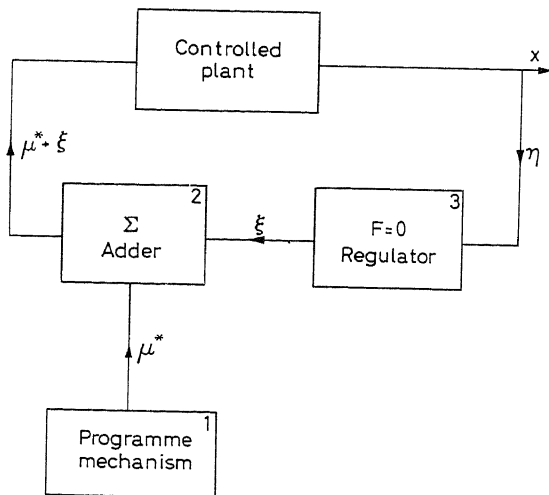 Controlled
plant
x
η
μ* + ξ
2
Σ
Adder
ξ
3
F=0
Regulator
μ*
1
Programme
mechanism